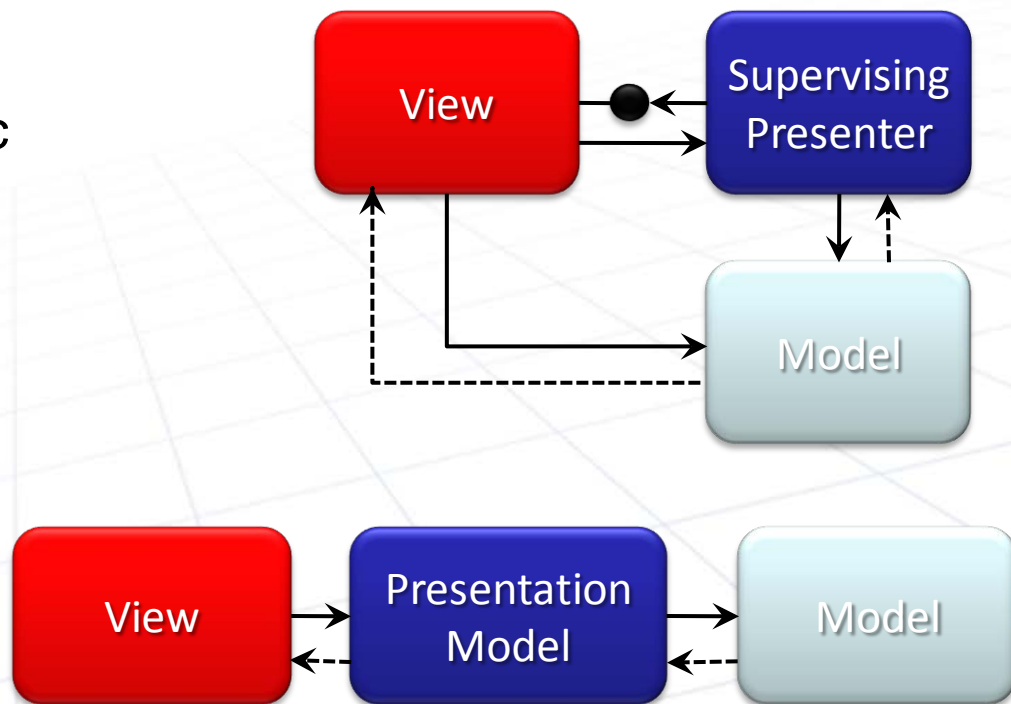 View
Supervising
Presenter
c
Model
View
Presentation
Model
Model